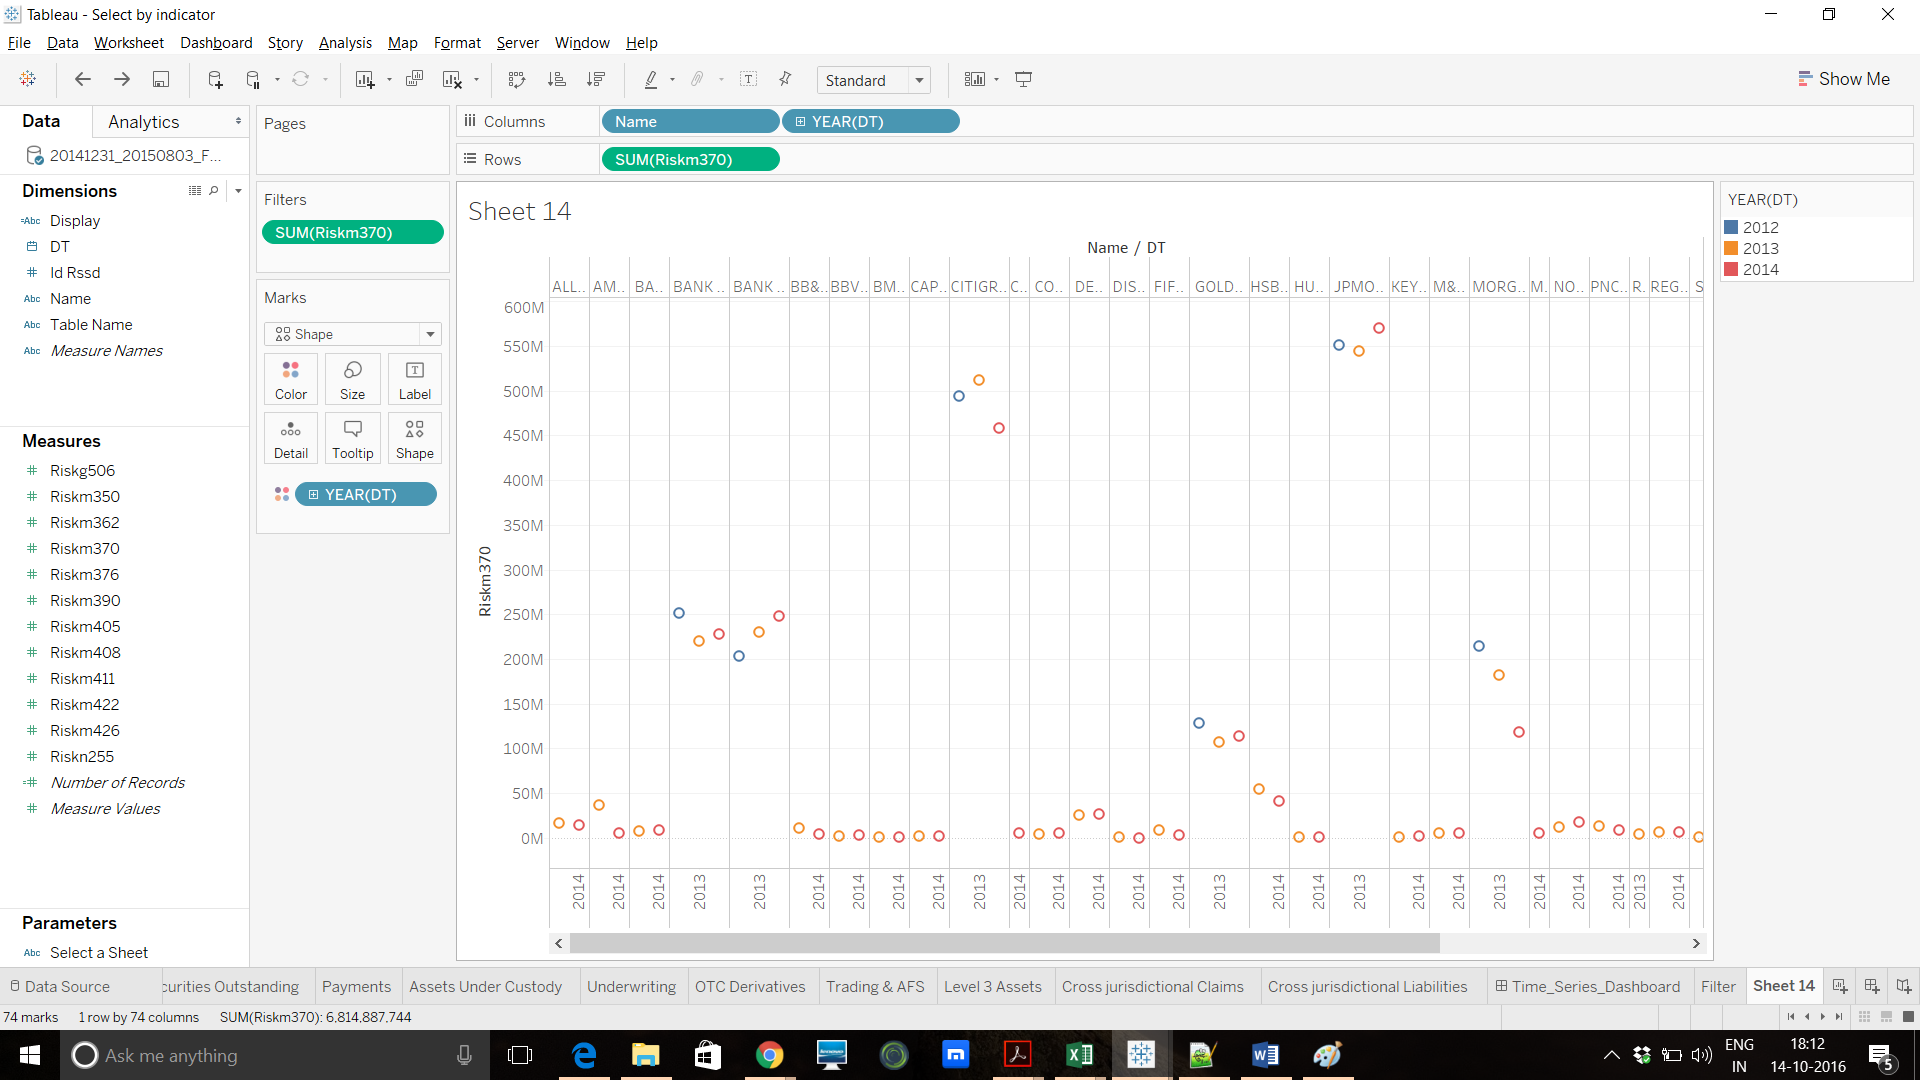 Tableau - Select by indicator
File Data Worksheet Dashboard Story Analysis Map Format Server Window Help
Standard
Show Me
Data Analytics
20141231_20150803_F...
Dimensions
Abc Display
DT
# Id Rssd
Abc Name
Abc Table Name
Abc Measure Names
Measures
# Riskg506
# Riskm350
# Riskm362
# Riskm370
# Riskm376
# Riskm390
# Riskm405
# Riskm408
# Riskm411
# Riskm422
# Riskm426
# Riskn255
=# Number of Records
# Measure Values
Parameters
Abc Select a Sheet
Pages
Filters
SUM(Riskm370)
Marks
Shape
Color Size Label
Detail Tooltip Shape
YEAR(DT)
Columns Name YEAR(DT)
Rows SUM(Riskm370)
Sheet 14
Name / DT
ALL.. AM.. BA.. BANK .. BANK .. BB&.. BBV.. BM.. CAP.. CITIGR.. C.. CO.. DE.. DIS.. FIF.. GOLD.. HSB.. HU.. JPMO.. KEY.. M&.. MORG.. M. NO.. PNC.. R. REG.. S
600M
550M
500M
450M
400M
350M
300M
250M
200M
150M
100M
50M
0M
Riskm370
2014 2014 2014 2013 2013 2014 2014 2014 2014 2013 2014 2014 2014 2014 2014 2013 2014 2014 2013 2014 2014 2013 2014 2014 2014 2013 2014
YEAR(DT)
2012
2013
2014
Data Source curities Outstanding Payments Assets Under Custody Underwriting OTC Derivatives Trading & AFS Level 3 Assets Cross jurisdictional Claims Cross jurisdictional Liabilities Time_Series_Dashboard Filter Sheet 14
74 marks 1 row by 74 columns SUM(Riskm370): 6,814,887,744
Ask me anything
ENG
IN
18:12
14-10-2016
5